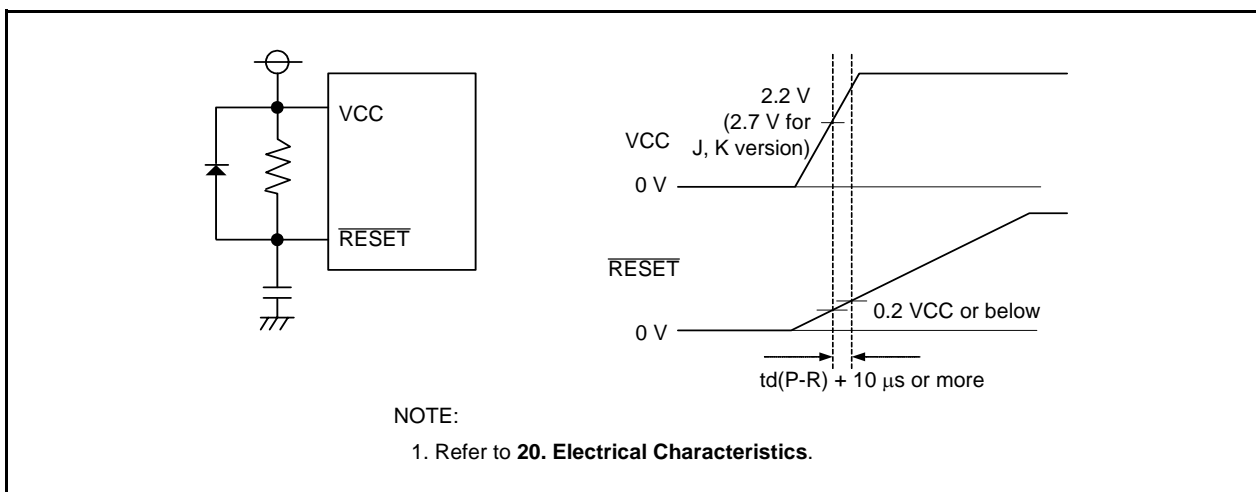 VCC
RESET
2.2 V
(2.7 V for
J, K version)
VCC
0 V
RESET
0.2 VCC or below
0 V
td(P-R) + 10 μs or more
NOTE:
1. Refer to 20. Electrical Characteristics.